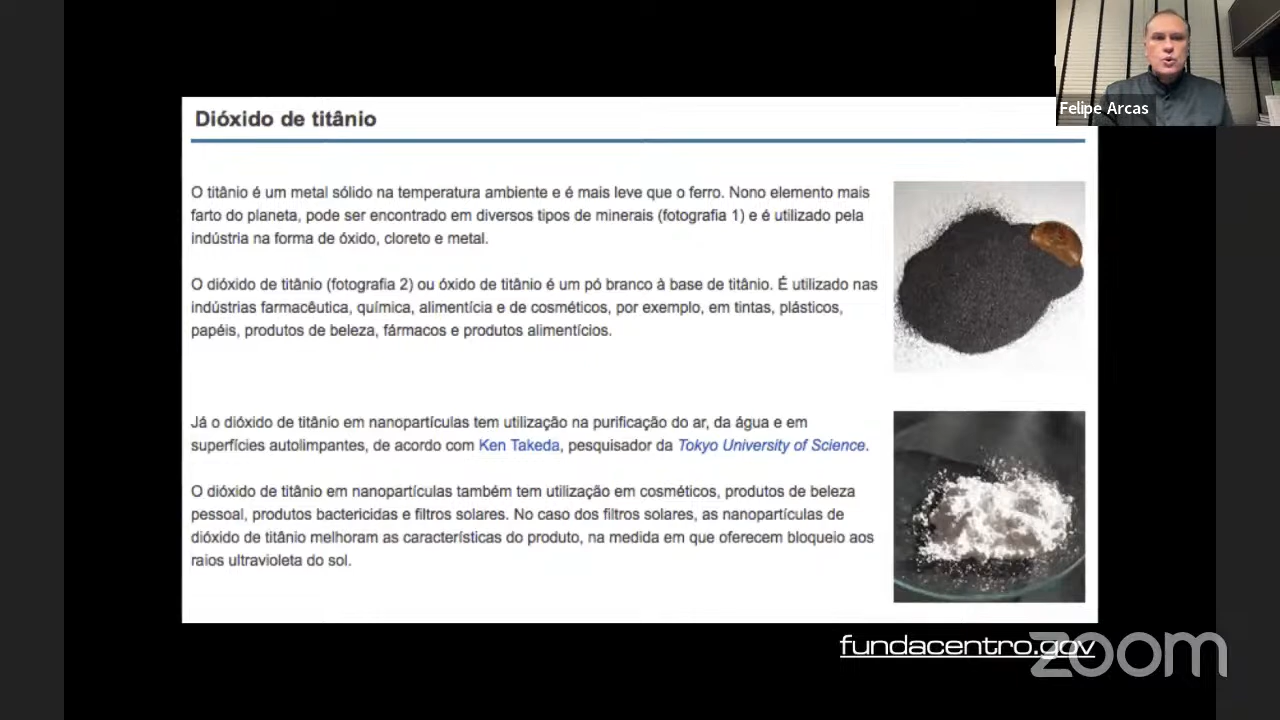 Felipe Arcas
Dióxido de titânio
O titânio é um metal sólido na temperatura ambiente e é mais leve que o ferro. Nono elemento mais
farto do planeta, pode ser encontrado em diversos tipos de minerais (fotografia 1) e é utilizado pela
indústria na forma de óxido, cloreto e metal.
O dióxido de titânio (fotografia 2) ou óxido de titânio é um pó branco à base de titânio. É utilizado nas
indústrias farmacêutica, química, alimentícia e de cosméticos, por exemplo, em tintas, plásticos,
papéis, produtos de beleza, fármacos e produtos alimentícios.
Já o dióxido de titânio em nanopartículas tem utilização na purificação do ar, da água e em
superfícies autolimpantes, de acordo com Ken Takeda, pesquisador da Tokyo University of Science.
O dióxido de titânio em nanopartículas também tem utilização em cosméticos, produtos de beleza
pessoal, produtos bactericidas e filtros solares. No caso dos filtros solares, as nanopartículas de
dióxido de titânio melhoram as características do produto, na medida em que oferecem bloqueio aos
raios ultravioleta do sol.
fundacentro.gov
zoom